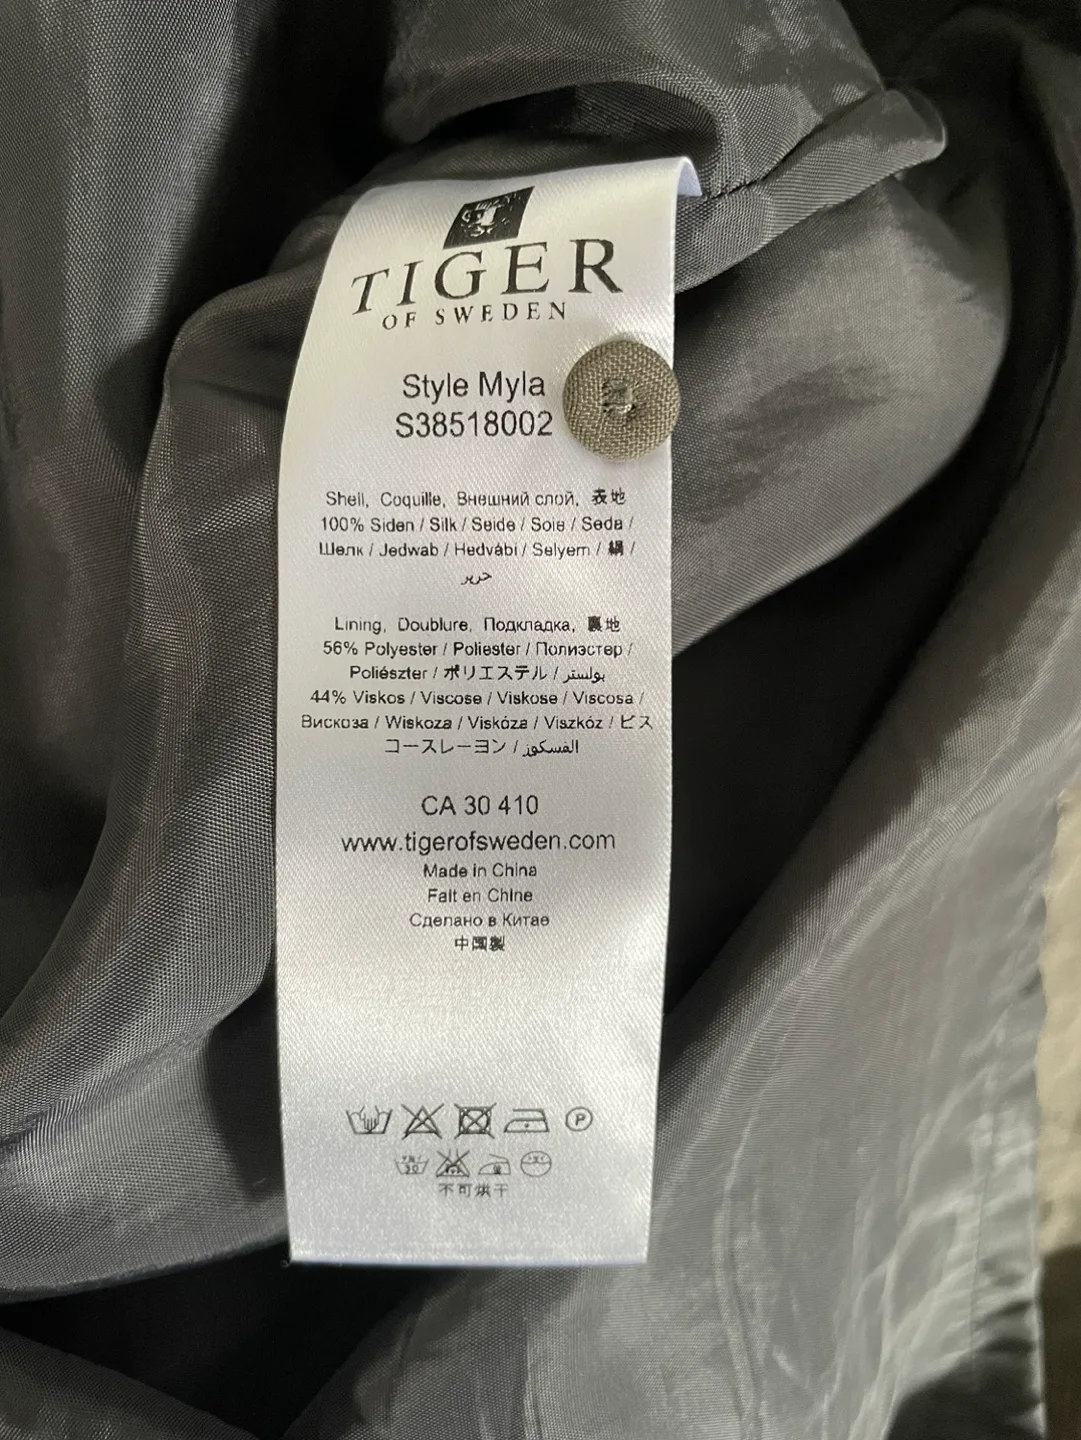 TIGER
OF SWEDEN
Style Myla
S38518002
Shell, Coquille, Внешний слой, 表地
100% Siden / Silk / Seide / Soie / Seda /
Шелк / Jedwab / Hedvábi / Selyem / 絹 /
حرير
Lining, Doublure, Подкладка, 裏地
56% Polyester / Poliester / Полиэстер /
Poliészter / ポリエステル / بولستر
44% Viskos / Viscose / Viskose / Viscosa /
Вискоза / Wiskoza / Viskóza / Viszkóz / ビス
コースレーヨン / الفسكوز
CA 30 410
www.tigerofsweden.com
Made in China
Fait en Chine
Сделано в Китае
中国製
P
30
不可烘干